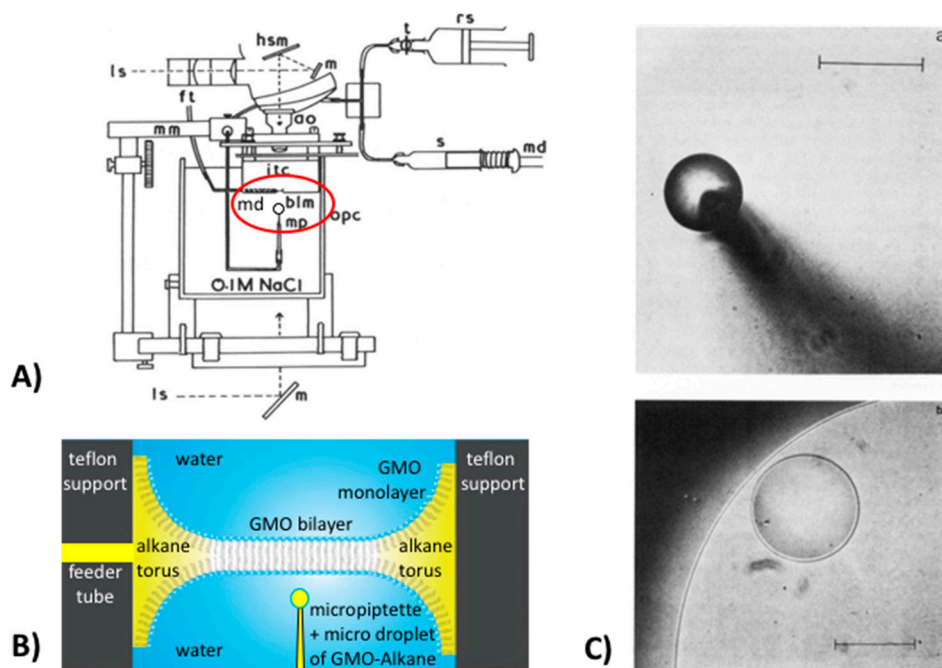 hsm
ls
m
ft
ao
mm
t
rs
s
md
itc
md
blm
mp
opc
0·1M NaCl
ls
m
A)
teflon
support
water
GMO
monolayer
teflon
support
GMO bilayer
alkane
torus
alkane
torus
feeder
tube
micropiptette
+ micro droplet
of GMO-Alkane
water
B)
a
b
C)